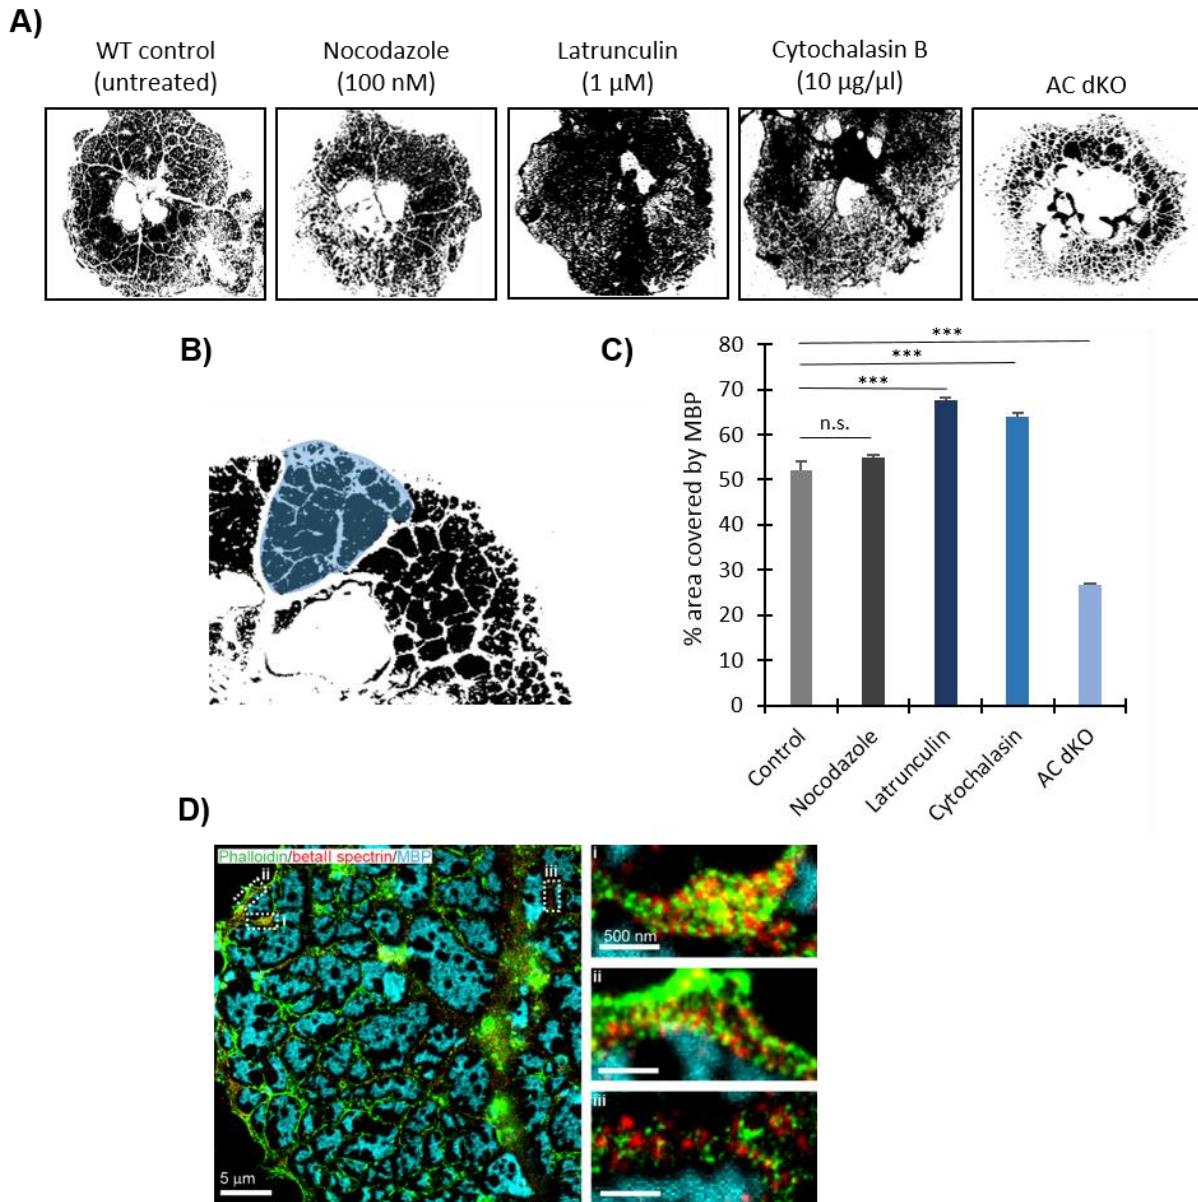 A)
WT control
(untreated)
Nocodazole
(100 nM)
Latrunculin
(1 μM)
Cytochalasin B
(10 μg/μl)
AC dKO
B)
C)
% area covered by MBP
80
70
60
50
40
30
20
10
0
***
***
***
n.s.
Control
Nocodazole
Latrunculin
Cytochalasin
AC dKO
D)
Phalloidin/betaII spectrin/MBP
ii
i
iii
5 μm
i
500 nm
ii
iii